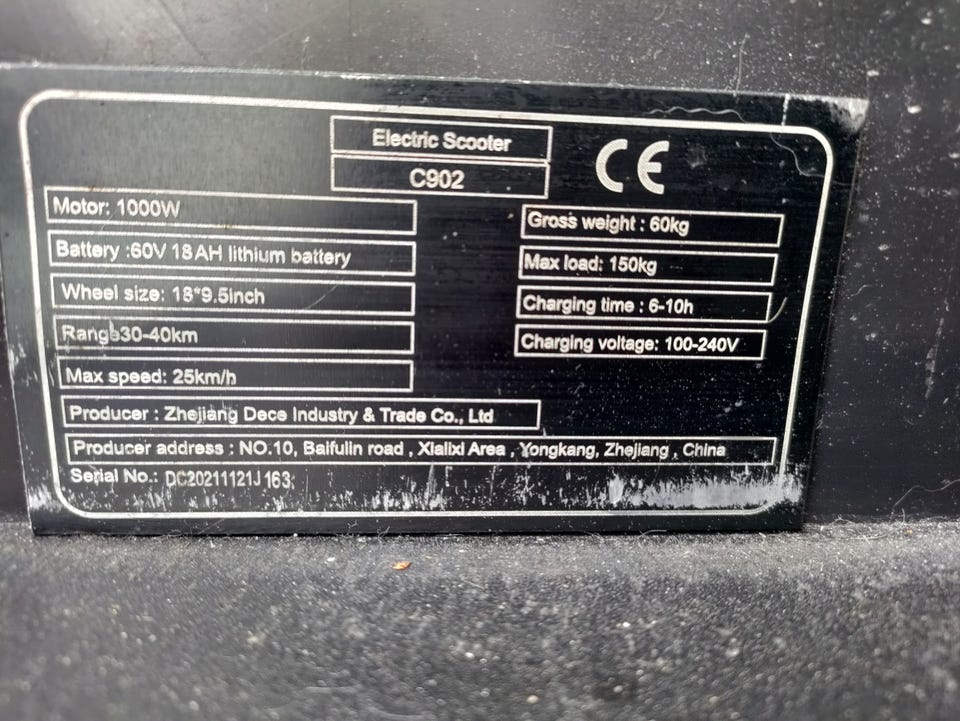 Electric Scooter
C902
CE
Motor: 1000W
Battery :60V 18AH lithium battery
Wheel size: 18*9.5inch
Range30-40km
Max speed: 25km/h
Gross weight : 60kg
Max load: 150kg
Charging time : 6-10h
Charging voltage: 100-240V
Producer : Zhejiang Dece Industry & Trade Co., Ltd
Producer address : NO.10, Baifulin road , Xialixi Area , Yongkang, Zhejiang , China
Serial No.: DC20211121J163